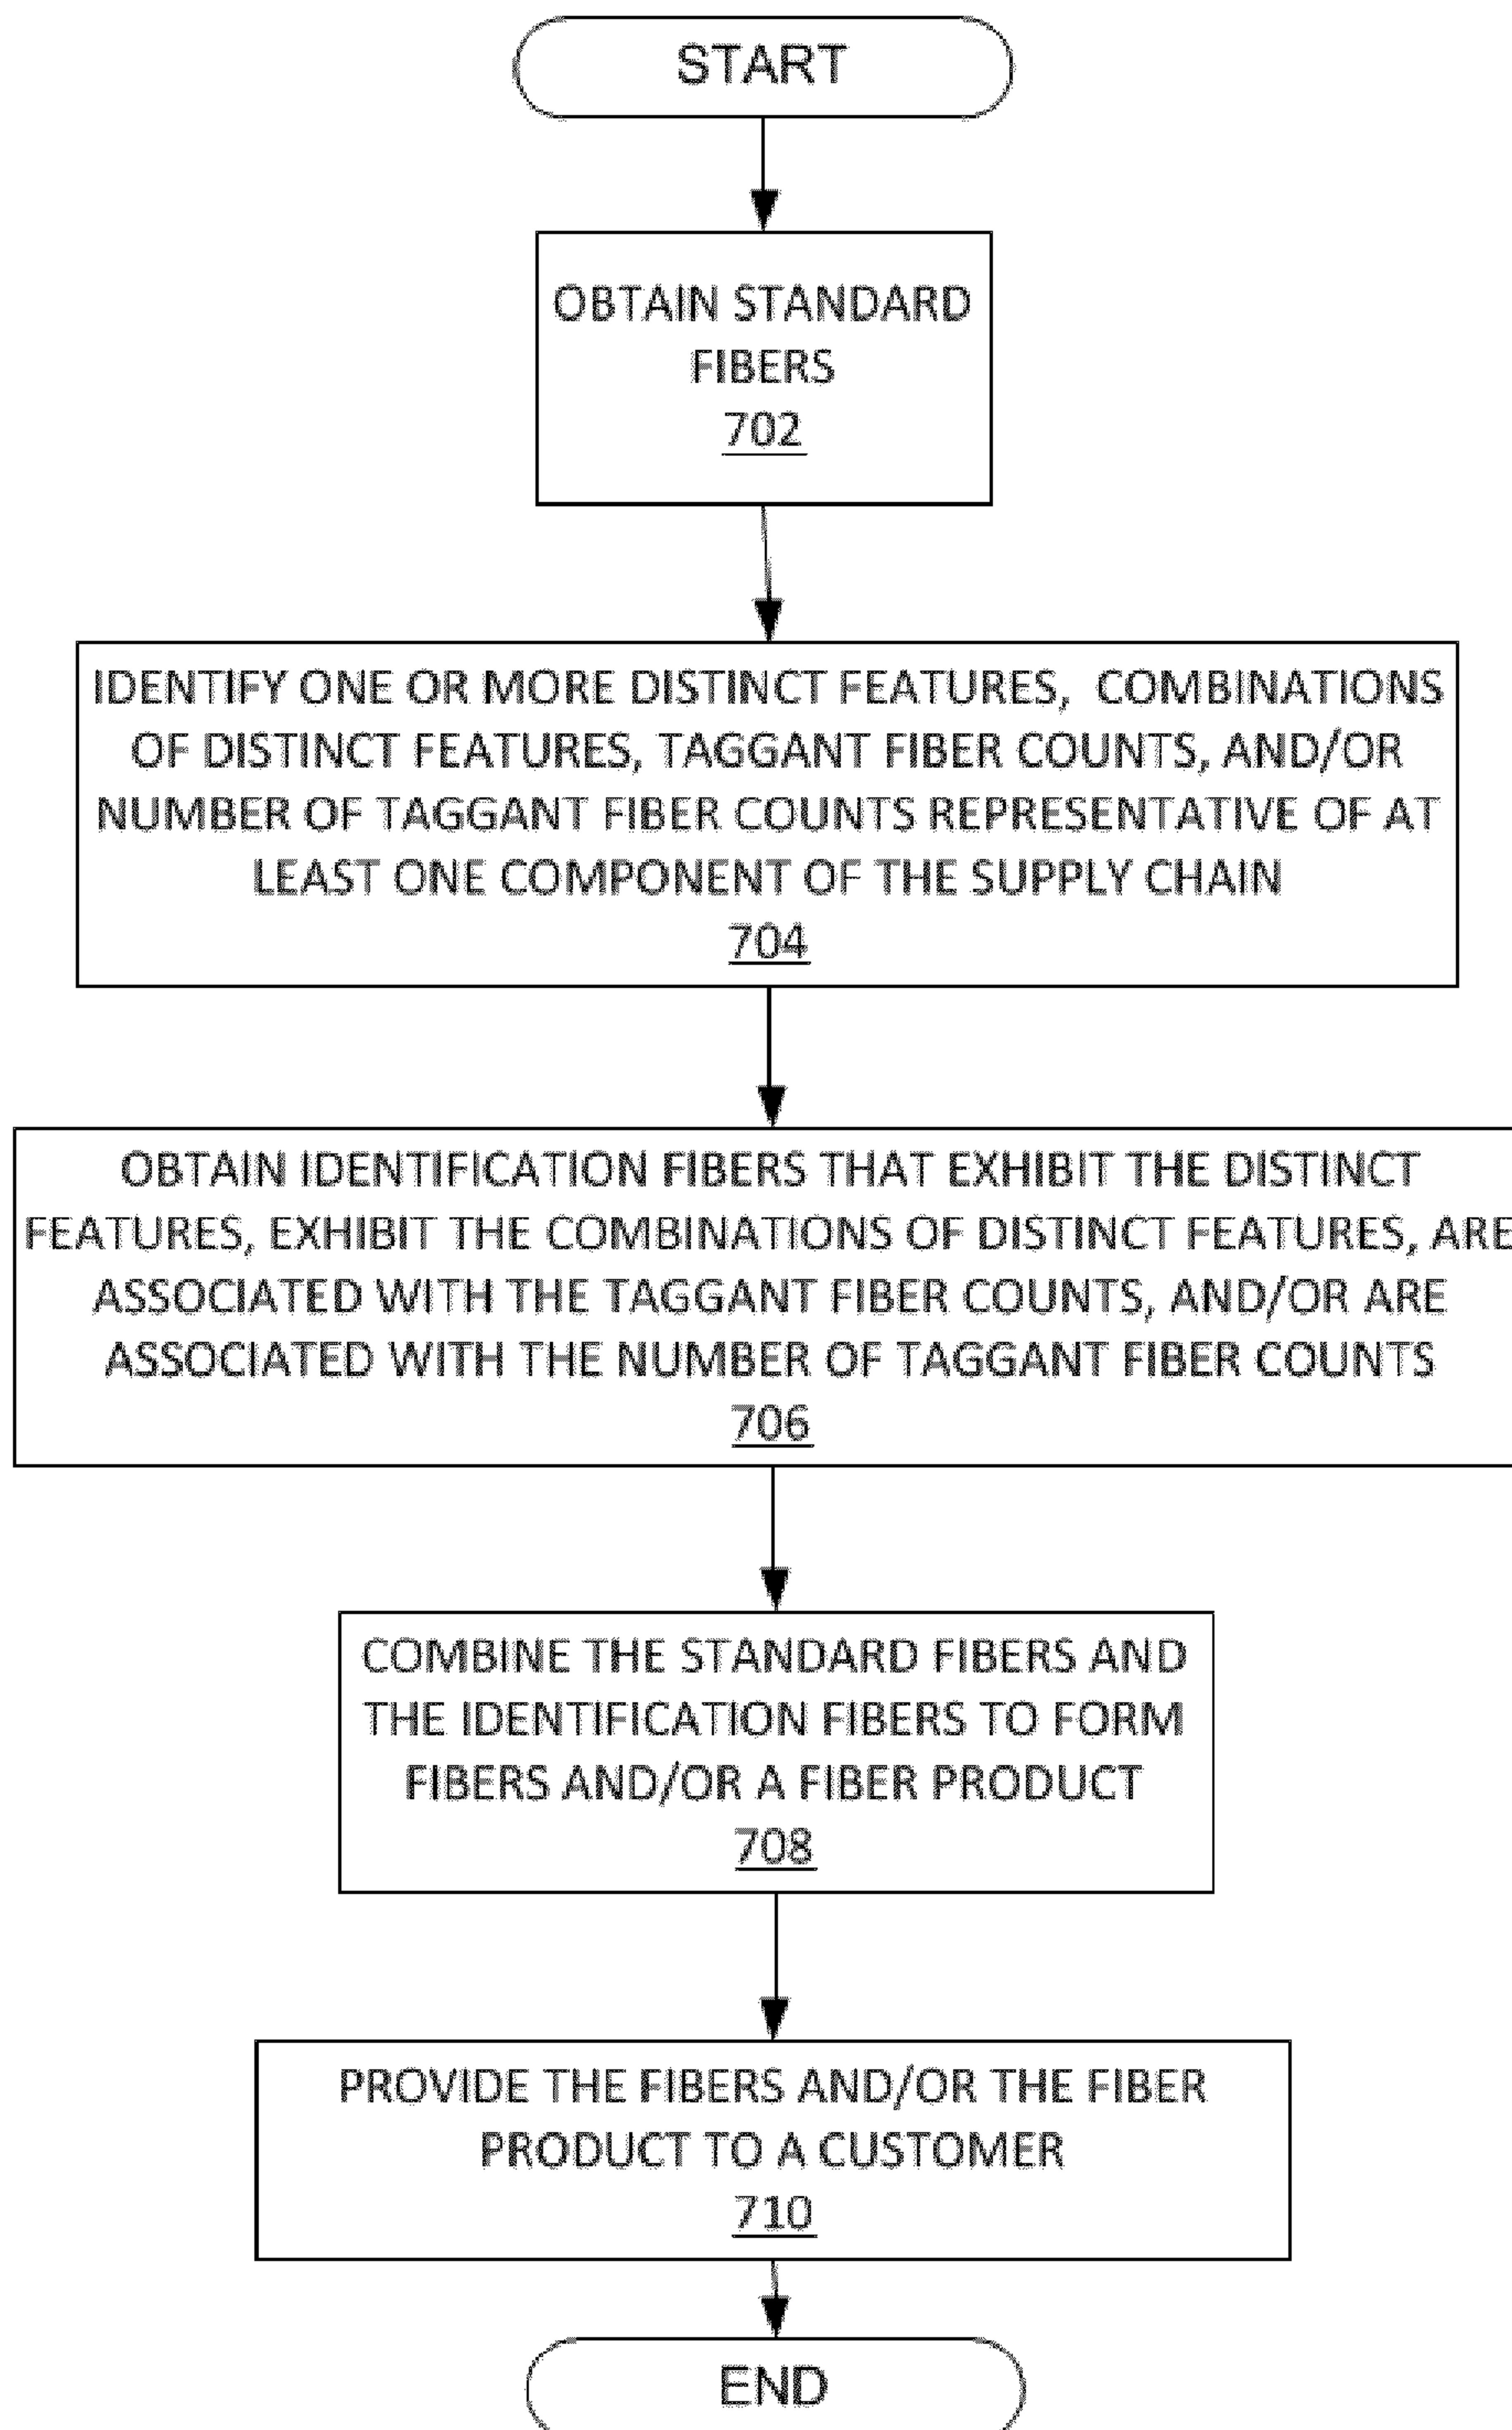 START
OBTAIN STANDARD
FIBERS
702
IDENTIFY ONE OR MORE DISTINCT FEATURES, COMBINATIONS
OF DISTINCT FEATURES, TAGGANT FIBER COUNTS, AND/OR
NUMBER OF TAGGANT FIBER COUNTS REPRESENTATIVE OF AT
LEAST ONE COMPONENT OF THE SUPPLY CHAIN
704
OBTAIN IDENTIFICATION FIBERS THAT EXHIBIT THE DISTINCT
FEATURES, EXHIBIT THE COMBINATIONS OF DISTINCT FEATURES, ARE
ASSOCIATED WITH THE TAGGANT FIBER COUNTS, AND/OR ARE
ASSOCIATED WITH THE NUMBER OF TAGGANT FIBER COUNTS
706
COMBINE THE STANDARD FIBERS AND
THE IDENTIFICATION FIBERS TO FORM
FIBERS AND/OR A FIBER PRODUCT
708
PROVIDE THE FIBERS AND/OR THE FIBER
PRODUCT TO A CUSTOMER
710
END